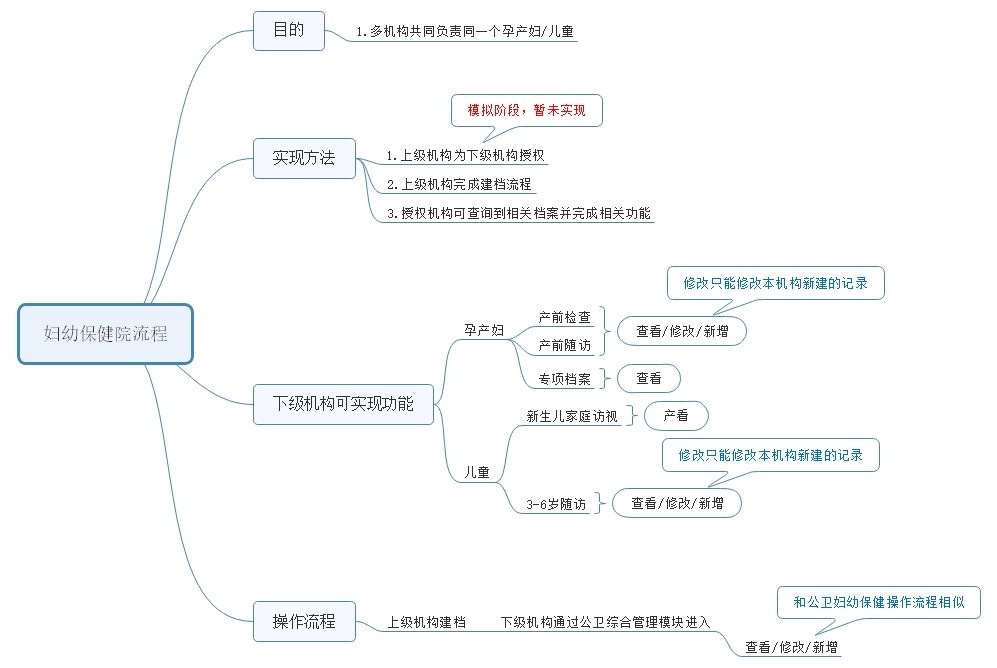 妇幼保健院流程
目的
1.多机构共同负责同一个孕产妇/儿童
实现方法
模拟阶段，暂未实现
1.上级机构为下级机构授权
2.上级机构完成建档流程
3.授权机构可查询到相关档案并完成相关功能
下级机构可实现功能
孕产妇
产前检查
产前随访
修改只能修改本机构新建的记录
查看/修改/新增
专项档案
查看
儿童
新生儿家庭访视
产看
修改只能修改本机构新建的记录
3-6岁随访
查看/修改/新增
操作流程
上级机构建档
下级机构通过公卫综合管理模块进入
和公卫妇幼保健操作流程相似
查看/修改/新增